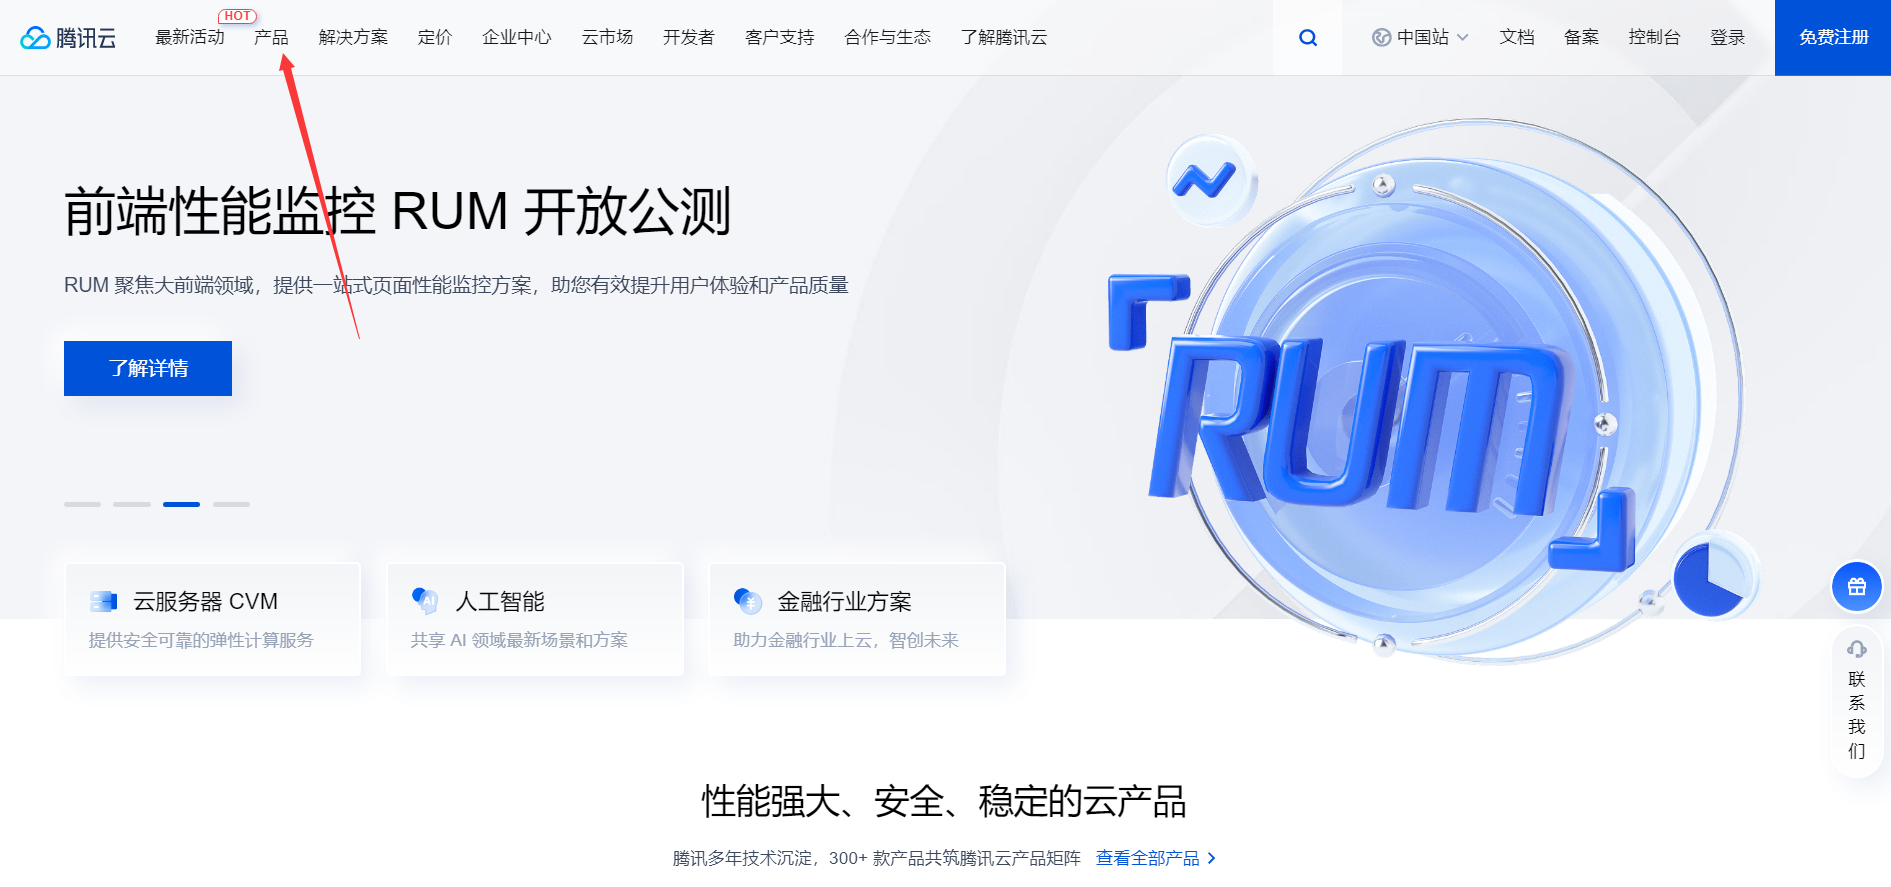 腾讯云
最新活动
HOT
产品
解决方案
定价
企业中心
云市场
开发者
客户支持
合作与生态
了解腾讯云
中国站
文档
备案
控制台
登录
免费注册
前端性能监控 RUM 开放公测
RUM 聚焦大前端领域，提供一站式页面性能监控方案，助您有效提升用户体验和产品质量
了解详情
RUM
云服务器 CVM
提供安全可靠的弹性计算服务
AI
人工智能
共享 AI 领域最新场景和方案
¥
金融行业方案
助力金融行业上云，智创未来
联
系
我
们
性能强大、安全、稳定的云产品
腾讯多年技术沉淀，300+ 款产品共筑腾讯云产品矩阵 查看全部产品